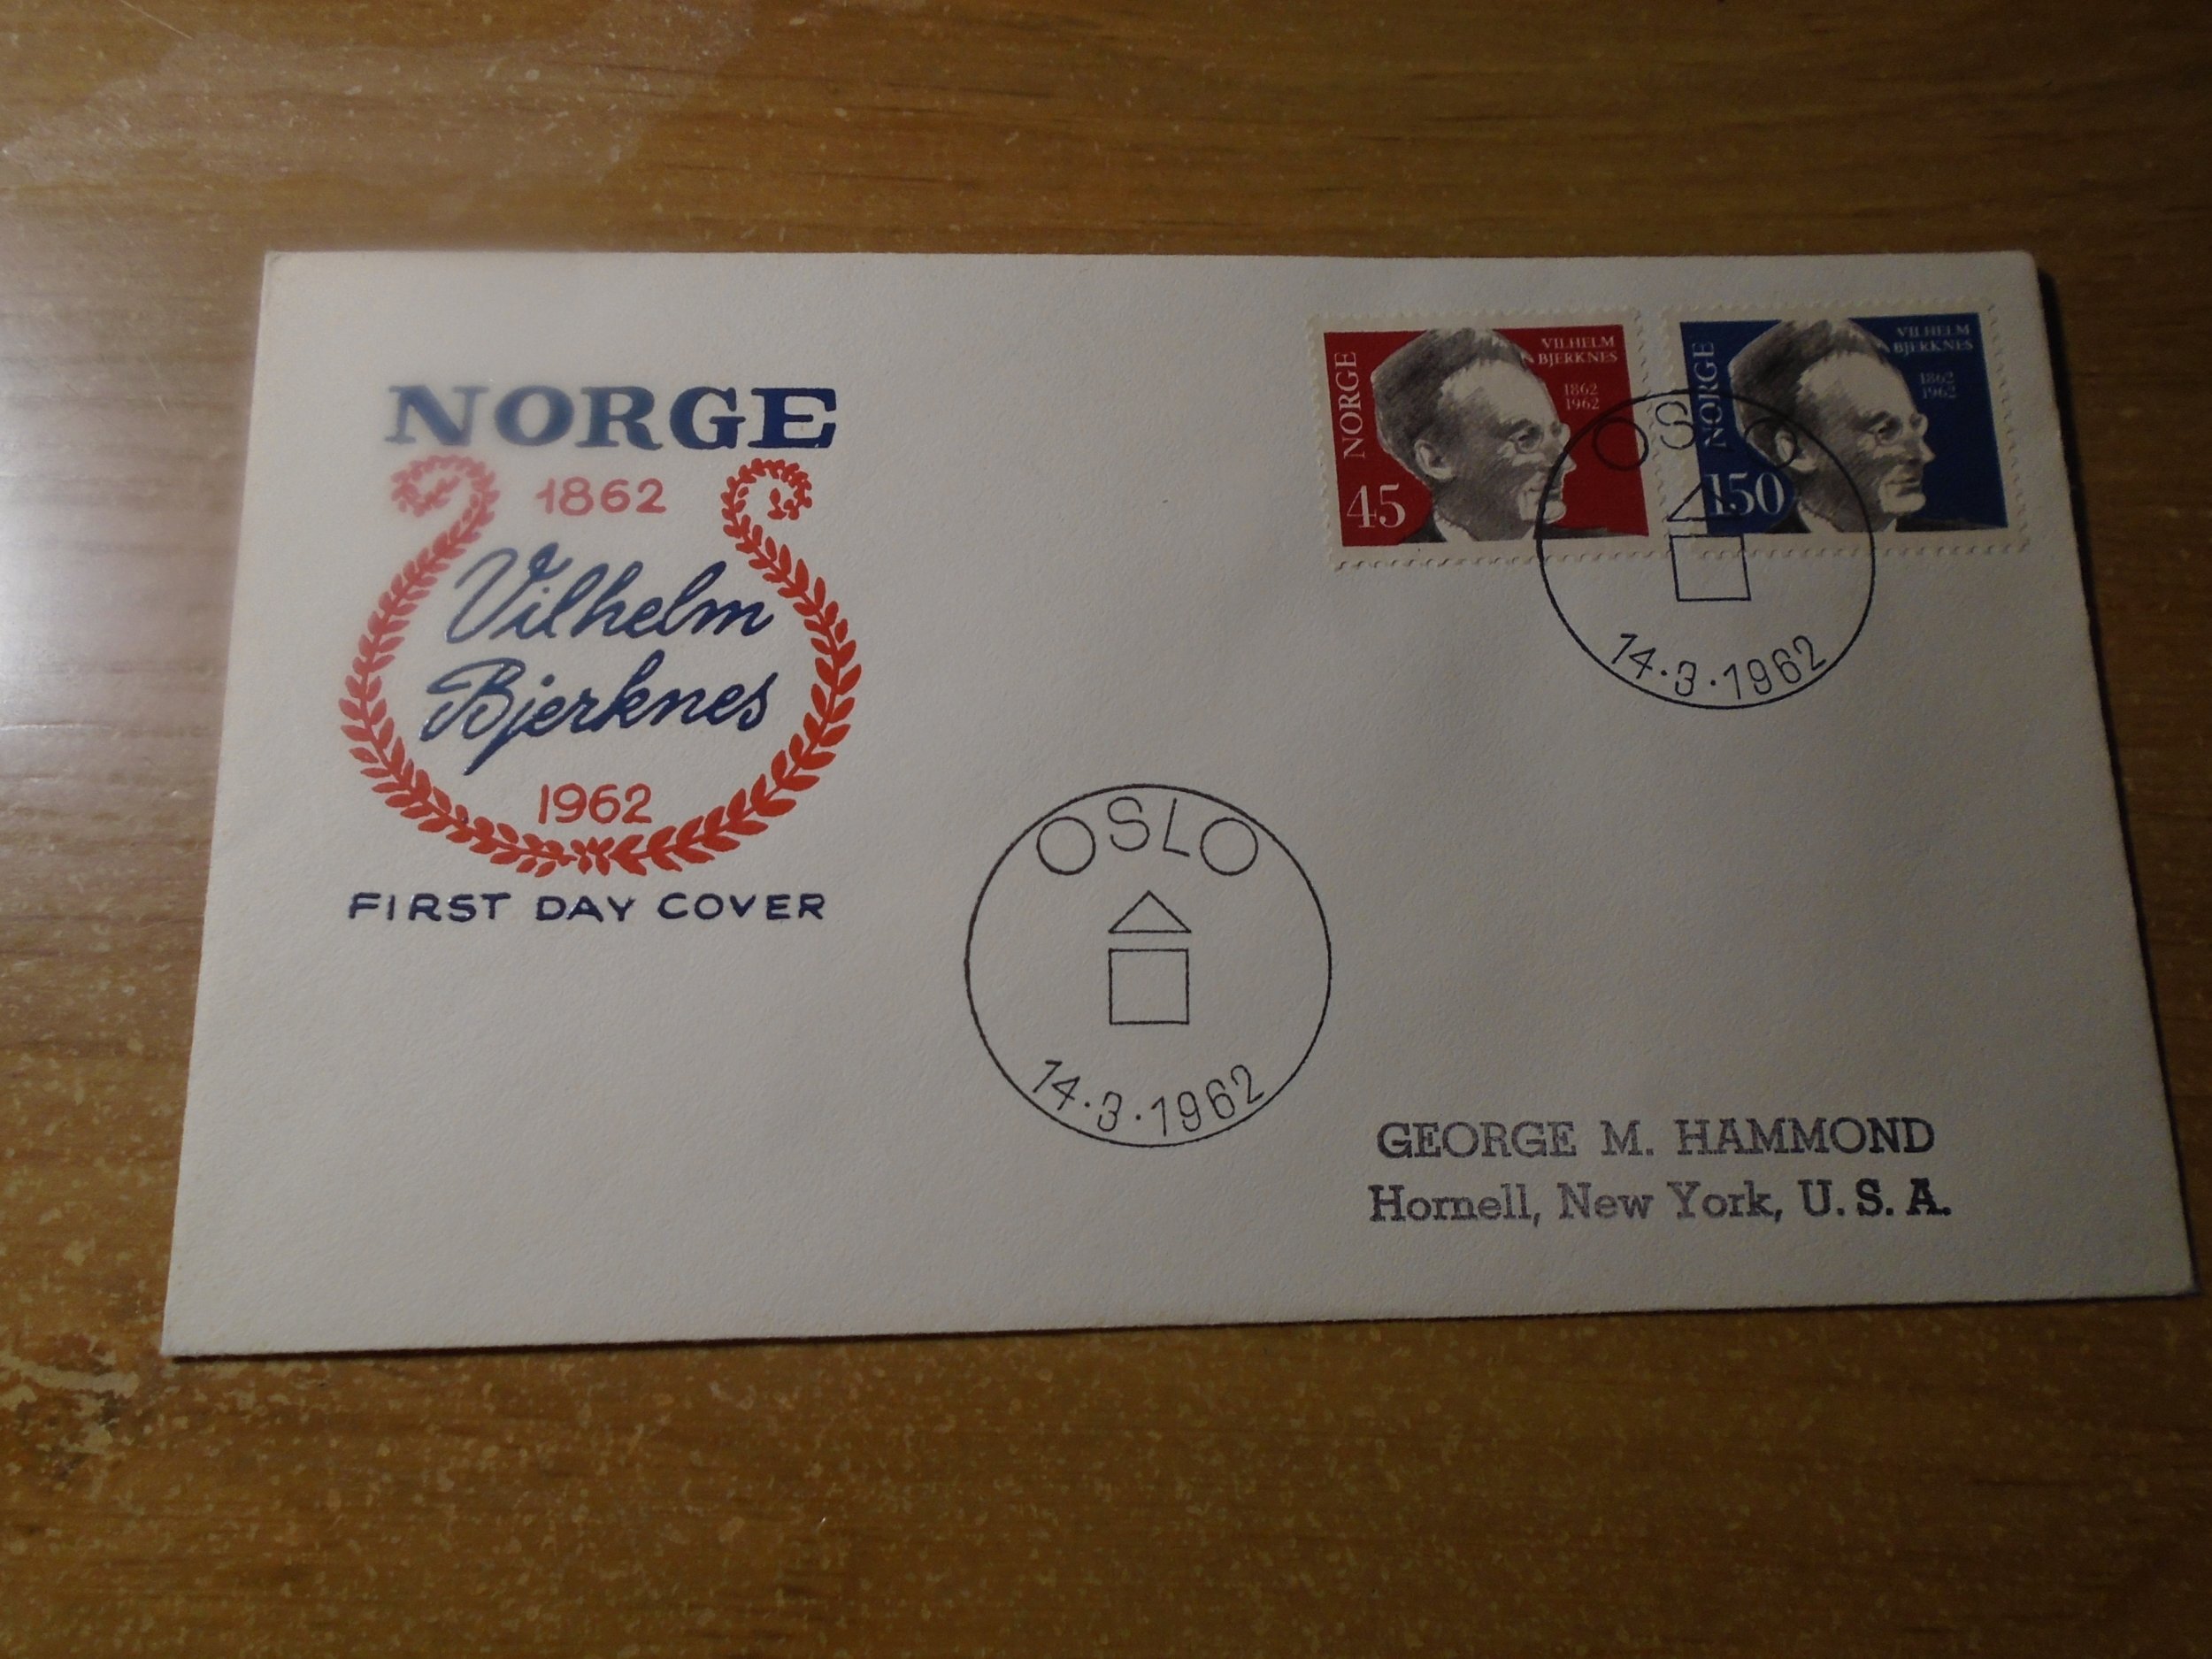 NORGE
1862
Vilhelm
Bjerknes
1962
FIRST DAY COVER
NORGE
VILHELM
BJERKNES
1862
1962
45
NORGE
VILHELM
BJERKNES
1862
1962
150
OSLO
14·3·1962
OSLO
14·3·1962
GEORGE M. HAMMOND
Hornell, New York, U.S.A.